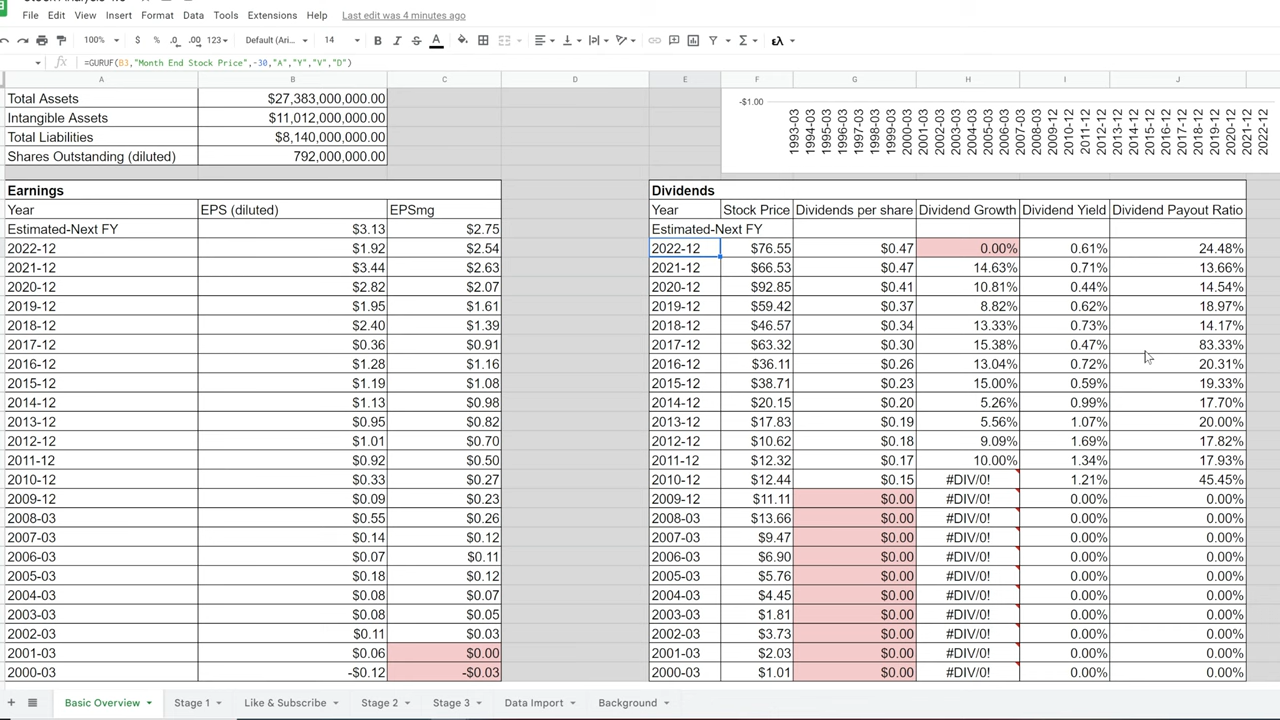 File Edit View Insert Format Data Tools Extensions Help Last edit was 4 minutes ago
100% $ % .0 .00 123 Default (Ari... 14 B I S A Σ ελ
fx =GURUF(B3,"Month End Stock Price",-30,"A","Y","V","D")
A B C D E F G H I J
Total Assets $27,383,000,000.00 -$1.00
Intangible Assets $11,012,000,000.00
Total Liabilities $8,140,000,000.00
Shares Outstanding (diluted) 792,000,000.00
1993-03 1994-03 1995-03 1996-03 1997-03 1998-03 1999-03 2000-03 2001-03 2002-03 2003-03 2004-03 2005-03 2006-03 2007-03 2008-03 2009-12 2010-12 2011-12 2012-12 2013-12 2014-12 2015-12 2016-12 2017-12 2018-12 2019-12 2020-12 2021-12 2022-12
Earnings Dividends
Year EPS (diluted) EPSmg Year Stock Price Dividends per share Dividend Growth Dividend Yield Dividend Payout Ratio
Estimated-Next FY $3.13 $2.75 Estimated-Next FY
2022-12 $1.92 $2.54 2022-12 $76.55 $0.47 0.00% 0.61% 24.48%
2021-12 $3.44 $2.63 2021-12 $66.53 $0.47 14.63% 0.71% 13.66%
2020-12 $2.82 $2.07 2020-12 $92.85 $0.41 10.81% 0.44% 14.54%
2019-12 $1.95 $1.61 2019-12 $59.42 $0.37 8.82% 0.62% 18.97%
2018-12 $2.40 $1.39 2018-12 $46.57 $0.34 13.33% 0.73% 14.17%
2017-12 $0.36 $0.91 2017-12 $63.32 $0.30 15.38% 0.47% 83.33%
2016-12 $1.28 $1.16 2016-12 $36.11 $0.26 13.04% 0.72% 20.31%
2015-12 $1.19 $1.08 2015-12 $38.71 $0.23 15.00% 0.59% 19.33%
2014-12 $1.13 $0.98 2014-12 $20.15 $0.20 5.26% 0.99% 17.70%
2013-12 $0.95 $0.82 2013-12 $17.83 $0.19 5.56% 1.07% 20.00%
2012-12 $1.01 $0.70 2012-12 $10.62 $0.18 9.09% 1.69% 17.82%
2011-12 $0.92 $0.50 2011-12 $12.32 $0.17 10.00% 1.34% 17.93%
2010-12 $0.33 $0.27 2010-12 $12.44 $0.15 #DIV/0! 1.21% 45.45%
2009-12 $0.09 $0.23 2009-12 $11.11 $0.00 #DIV/0! 0.00% 0.00%
2008-03 $0.55 $0.26 2008-03 $13.66 $0.00 #DIV/0! 0.00% 0.00%
2007-03 $0.14 $0.12 2007-03 $9.47 $0.00 #DIV/0! 0.00% 0.00%
2006-03 $0.07 $0.11 2006-03 $6.90 $0.00 #DIV/0! 0.00% 0.00%
2005-03 $0.18 $0.12 2005-03 $5.76 $0.00 #DIV/0! 0.00% 0.00%
2004-03 $0.08 $0.07 2004-03 $4.45 $0.00 #DIV/0! 0.00% 0.00%
2003-03 $0.08 $0.05 2003-03 $1.81 $0.00 #DIV/0! 0.00% 0.00%
2002-03 $0.11 $0.03 2002-03 $3.73 $0.00 #DIV/0! 0.00% 0.00%
2001-03 $0.06 $0.00 2001-03 $2.03 $0.00 #DIV/0! 0.00% 0.00%
2000-03 -$0.12 -$0.03 2000-03 $1.01 $0.00 #DIV/0! 0.00% 0.00%
Basic Overview Stage 1 Like & Subscribe Stage 2 Stage 3 Data Import Background